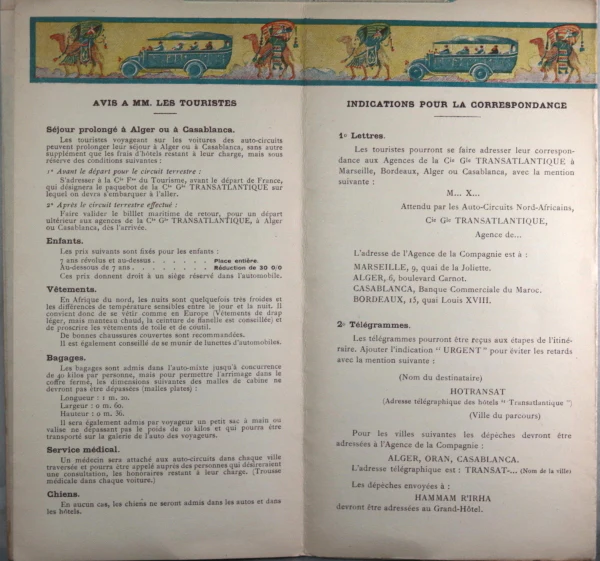 AVIS A MM. LES TOURISTES
Séjour prolongé à Alger ou à Casablanca.
Les touristes voyageant sur les voitures des auto-circuits
peuvent prolonger leur séjour à Alger ou à Casablanca, sans autre
supplément que les frais d'hôtels restant à leur charge, mais sous
réserve des conditions suivantes :
1° Avant le départ pour le circuit terrestre :
S'adresser à la Cie Fse du Tourisme, avant le départ de France,
qui désignera le paquebot de la Cie Gle TRANSATLANTIQUE sur
lequel on devra s'embarquer à l'aller.
2° Après le circuit terrestre effectué :
Faire valider le billet maritime de retour, pour un départ
ultérieur aux agences de la Cie Gle TRANSATLANTIQUE, à Alger
ou Casablanca, dès l'arrivée.
Enfants.
Les prix suivants sont fixés pour les enfants :
7 ans révolus et au-dessus . . . . . . Place entière.
Au-dessous de 7 ans . . . . . . . . Réduction de 30 0/0
Ces prix donnent droit à un siège réservé dans l'automobile.
Vêtements.
En Afrique du nord, les nuits sont quelquefois très froides et
les différences de température sensibles entre le jour et la nuit. Il
convient donc de se vêtir comme en Europe (Vêtements de drap
léger, mais manteau chaud, la ceinture de flanelle est conseillée) et
de proscrire les vêtements de toile et de coutil.
De bonnes chaussures couvertes sont recommandées.
Il est également conseillé de se munir de lunettes d'automobiles.
Bagages.
Les bagages sont admis dans l'auto-mixte jusqu'à concurrence
de 40 kilos par personne, mais pour permettre l'arrimage dans le
coffre fermé, les dimensions suivantes des malles de cabine ne
devront pas être dépassées (malles plates) :
Longueur : 1 m. 20.
Largeur : 0 m. 60.
Hauteur : 0 m. 36.
Il sera également admis par voyageur un petit sac à main ou
valise ne dépassant pas le poids de 10 kilos et qui pourra être
transporté sur la galerie de l'auto des voyageurs.
Service médical.
Un médecin sera attaché aux auto-circuits dans chaque ville
traversée et pourra être appelé auprès des personnes qui désireraient
une consultation, les honoraires restant à leur charge. (Trousse
médicale dans chaque voiture.)
Chiens.
En aucun cas, les chiens ne seront admis dans les autos et dans
les hôtels.
INDICATIONS POUR LA CORRESPONDANCE
1° Lettres.
Les touristes pourront se faire adresser leur correspon-
dance aux Agences de la Cie Gle TRANSATLANTIQUE à
Marseille, Bordeaux, Alger ou Casablanca, avec la mention
suivante :
M... X...
Attendu par les Auto-Circuits Nord-Africains,
Cie Gle TRANSATLANTIQUE,
Agence de...
L'adresse de l'Agence de la Compagnie est à :
MARSEILLE, 9, quai de la Joliette.
ALGER, 6, boulevard Carnot.
CASABLANCA, Banque Commerciale du Maroc.
BORDEAUX, 15, quai Louis XVIII.
2° Télégrammes.
Les télégrammes pourront être reçus aux étapes de l'itiné-
raire. Ajouter l'indication " URGENT " pour éviter les retards
avec la mention suivante :
(Nom du destinataire)
HOTRANSAT
(Adresse télégraphique des hôtels " Transatlantique ")
(Ville du parcours)
Pour les villes suivantes les dépêches devront être
adressées à l'Agence de la Compagnie :
ALGER, ORAN, CASABLANCA.
L'adresse télégraphique est : TRANSAT-... (Nom de la ville)
Les dépêches envoyées à :
HAMMAM R'IRHA
devront être adressées au Grand-Hôtel.